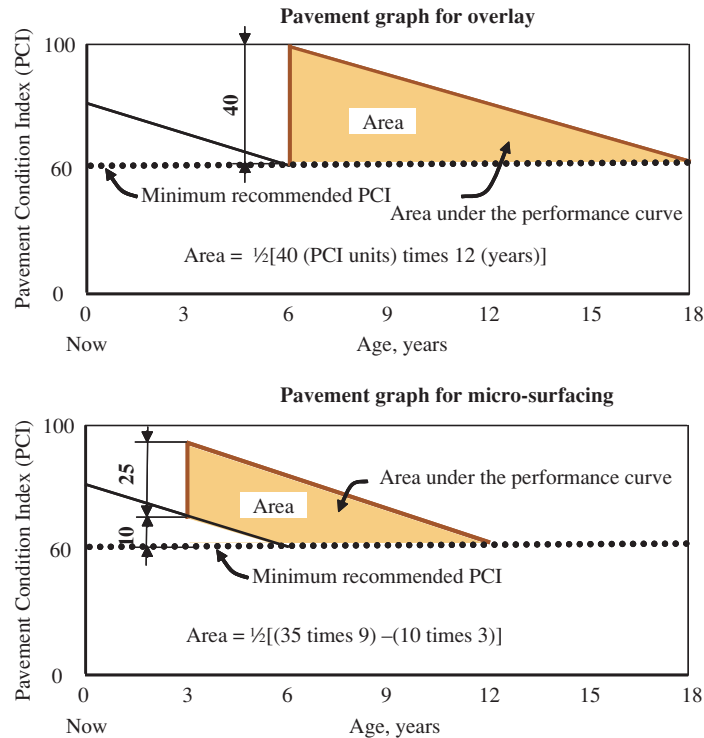 Pavement graph for overlay
Pavement Condition Index (PCI)
100
60
0
40
Area
Minimum recommended PCI
Area under the performance curve
Area = ½[40 (PCI units) times 12 (years)]
0 3 6 9 12 15 18
Now Age, years
Pavement graph for micro-surfacing
Pavement Condition Index (PCI)
100
60
0
25
10
Area under the performance curve
Area
Minimum recommended PCI
Area = ½[(35 times 9) –(10 times 3)]
0 3 6 9 12 15 18
Now Age, years